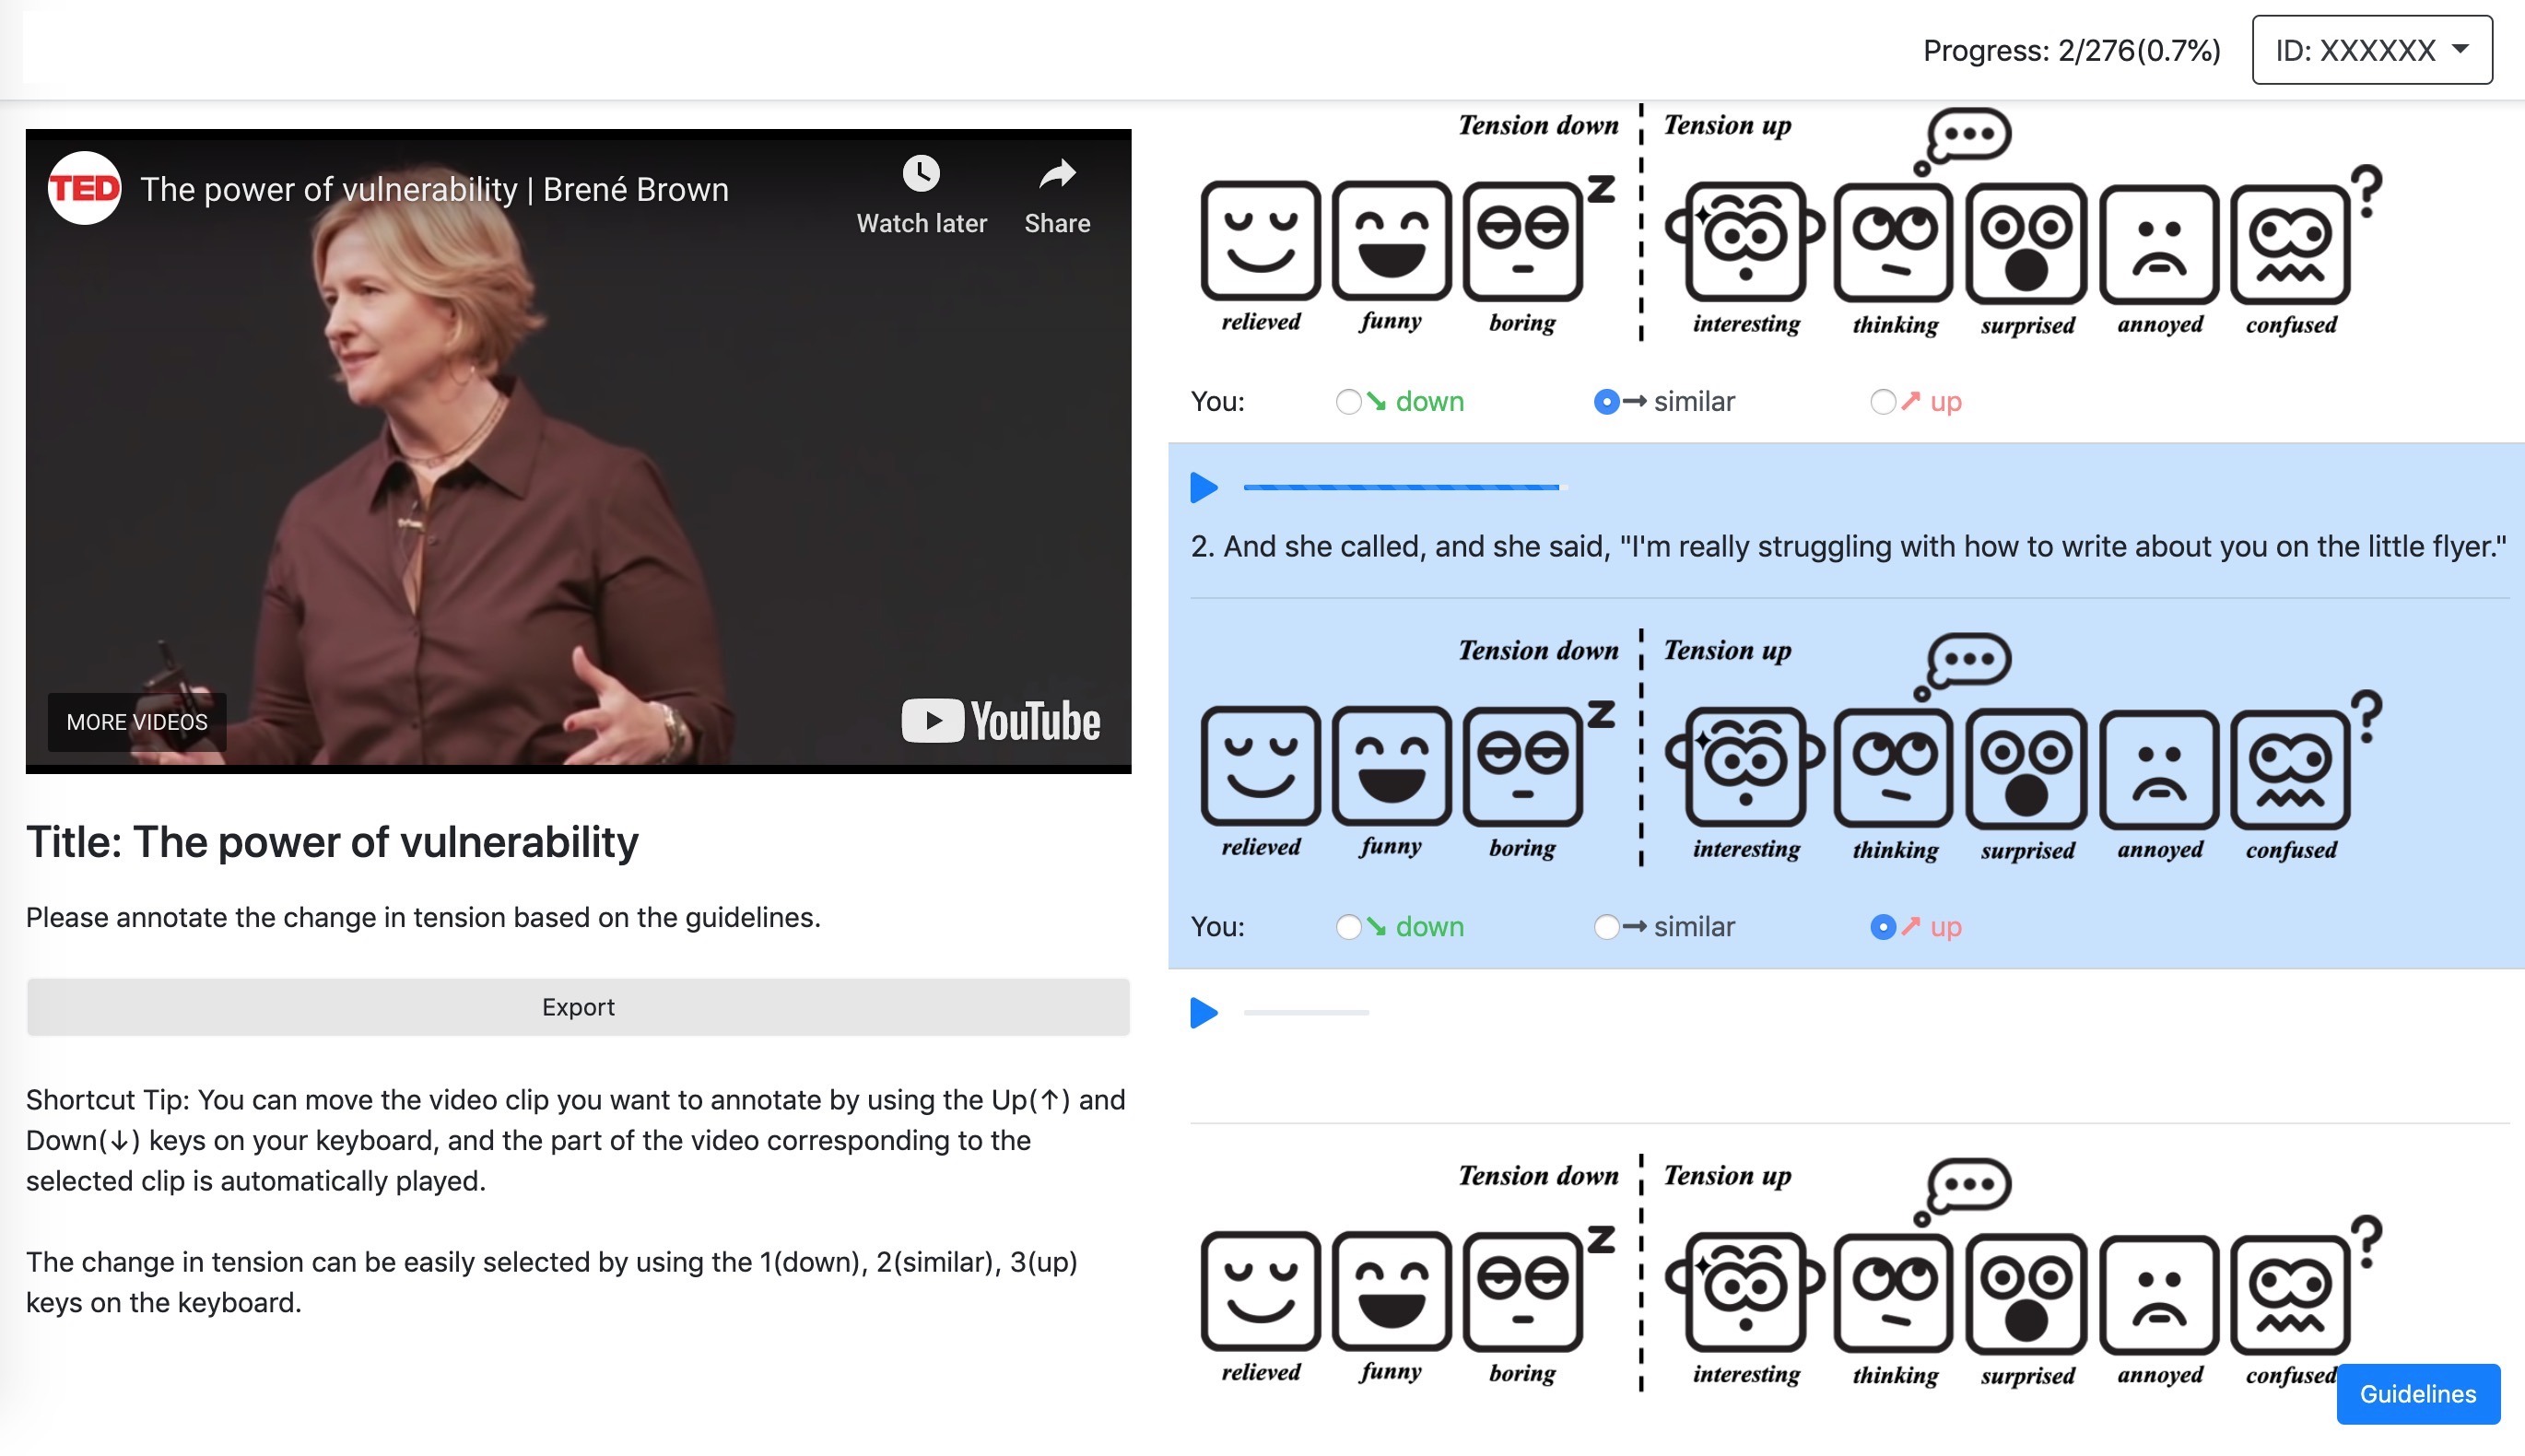 Progress: 2/276(0.7%)
ID: XXXXXX
TED
The power of vulnerability | Brené Brown
Watch later
Share
MORE VIDEOS
YouTube
Title: The power of vulnerability
Please annotate the change in tension based on the guidelines.
Export
Shortcut Tip: You can move the video clip you want to annotate by using the Up(↑) and
Down(↓) keys on your keyboard, and the part of the video corresponding to the
selected clip is automatically played.
The change in tension can be easily selected by using the 1(down), 2(similar), 3(up)
keys on the keyboard.
Tension down
Tension up
z
?
relieved funny boring interesting thinking surprised annoyed confused
You: ↘ down → similar ↗ up
2. And she called, and she said, "I'm really struggling with how to write about you on the little flyer."
Tension down
Tension up
z
?
relieved funny boring interesting thinking surprised annoyed confused
You: ↘ down → similar ↗ up
Tension down
Tension up
z
?
relieved funny boring interesting thinking surprised annoyed confused
Guidelines